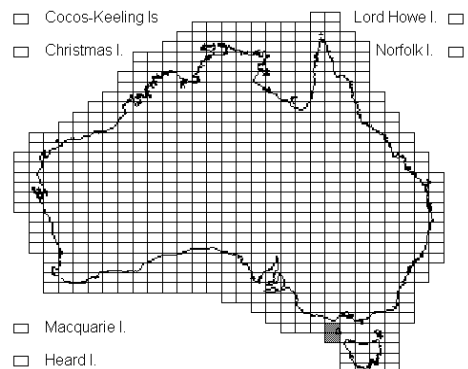 Cocos-Keeling Is
Lord Howe I.
Christmas I.
Norfolk I.
Macquarie I.
Heard I.